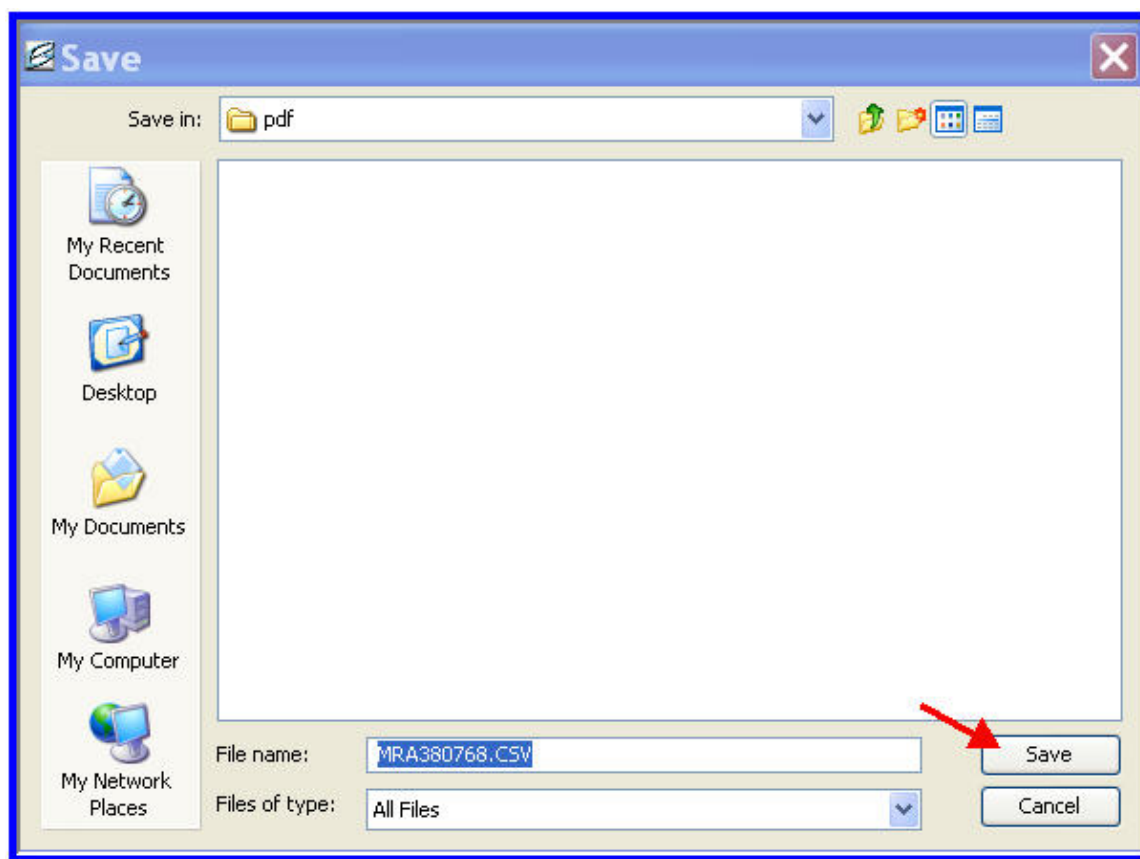 Save
Save in: pdf
My Recent
Documents
Desktop
My Documents
My Computer
My Network
Places
File name: MRA380768.CSV Save
Files of type: All Files Cancel